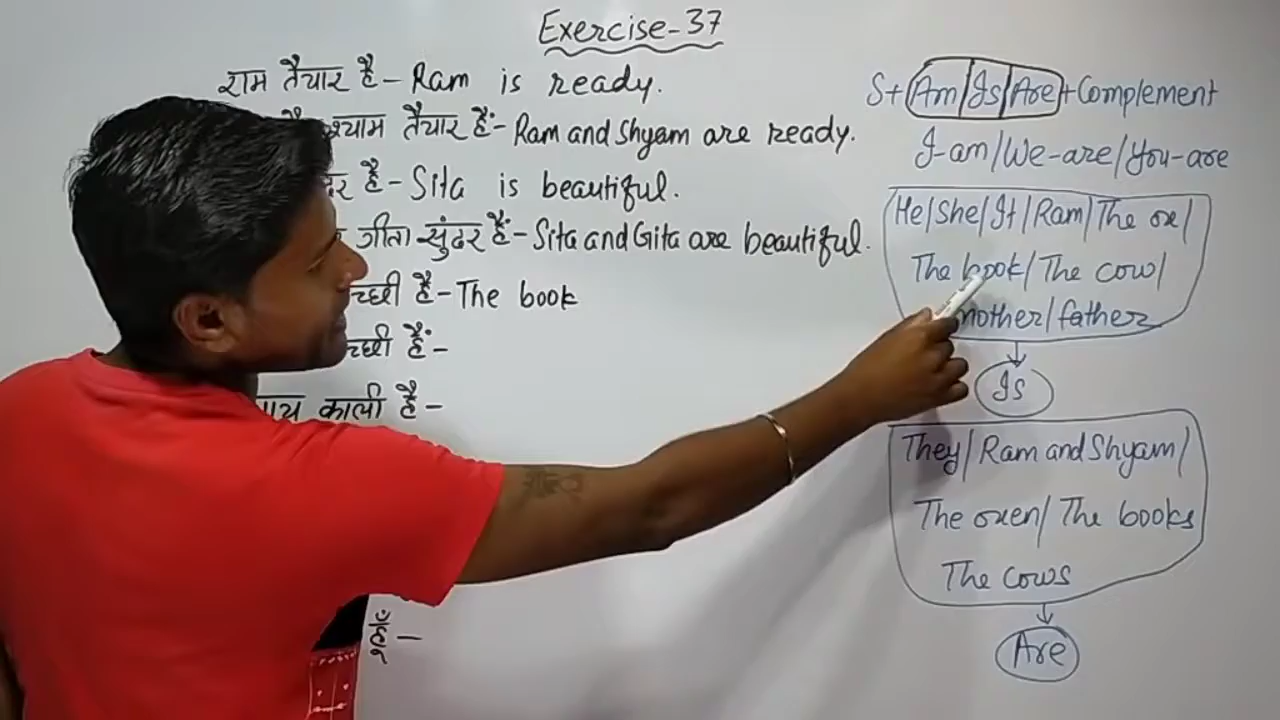 Exercise-37
राम तैयार है - Ram is ready.
श्याम तैयार हैं - Ram and Shyam are ready.
है - Sita is beautiful.
गीता सुंदर हैं - Sita and Gita are beautiful.
है - The book
हैं -
काली है -
-
S+ Am/Is/Are + Complement
I-am/We-are/You-are
He/She/It/Ram/The ox/
The book/The cow/
mother/father
Is
They/Ram and Shyam/
The oxen/The books
The cows
Are